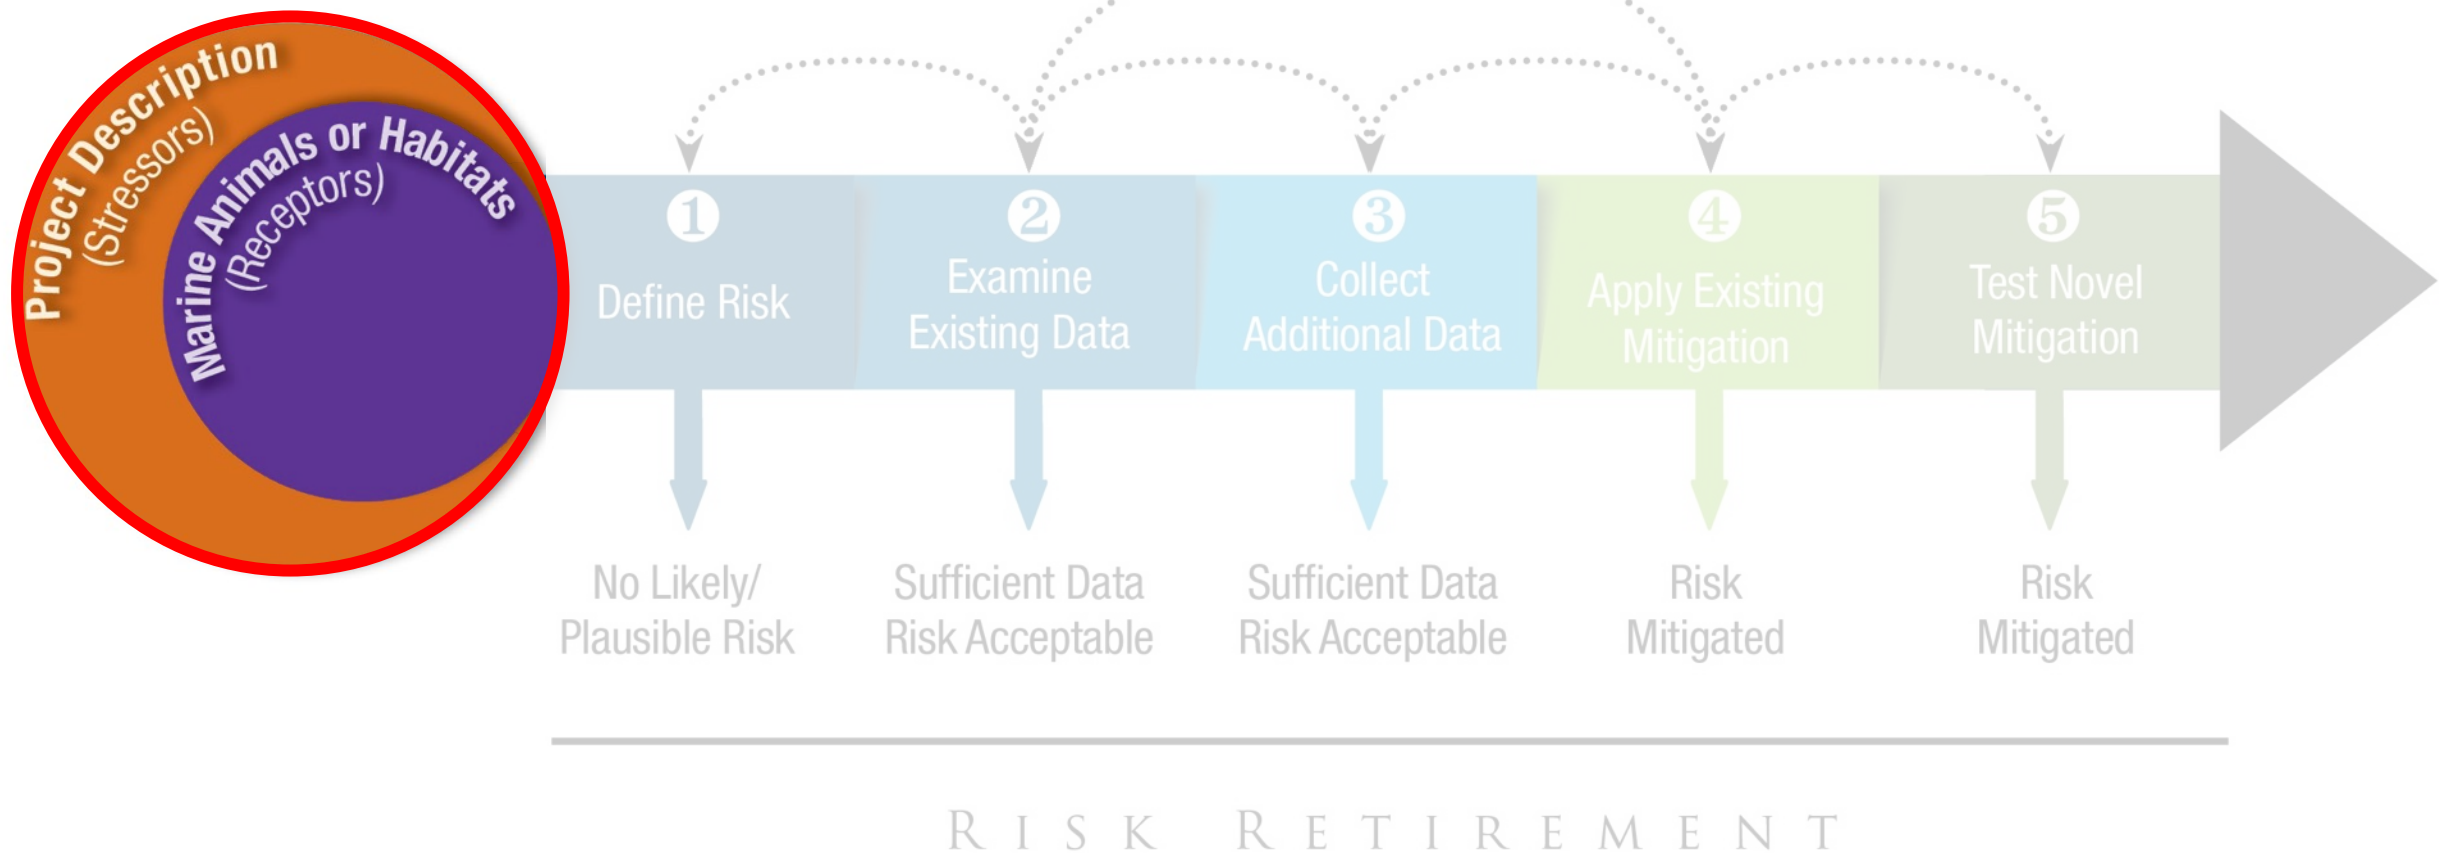 Project Description
(Stressors)
Marine Animals or Habitats
(Receptors)
1
Define Risk
2
Examine
Existing Data
3
Collect
Additional Data
4
Apply Existing
Mitigation
5
Test Novel
Mitigation
No Likely/
Plausible Risk
Sufficient Data
Risk Acceptable
Sufficient Data
Risk Acceptable
Risk
Mitigated
Risk
Mitigated
RISK RETIREMENT